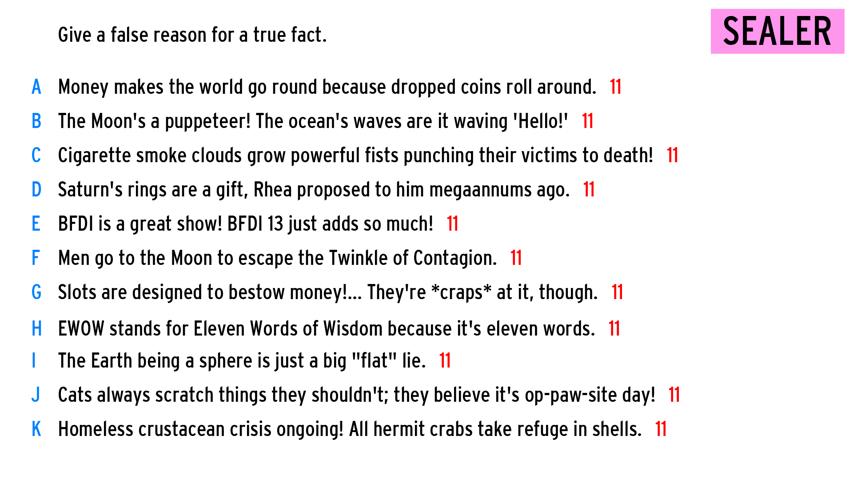 Give a false reason for a true fact.
SEALER
A Money makes the world go round because dropped coins roll around. 11
B The Moon's a puppeteer! The ocean's waves are it waving 'Hello!' 11
C Cigarette smoke clouds grow powerful fists punching their victims to death! 11
D Saturn's rings are a gift, Rhea proposed to him megaannums ago. 11
E BFDI is a great show! BFDI 13 just adds so much! 11
F Men go to the Moon to escape the Twinkle of Contagion. 11
G Slots are designed to bestow money!... They're *craps* at it, though. 11
H EWOW stands for Eleven Words of Wisdom because it's eleven words. 11
I The Earth being a sphere is just a big "flat" lie. 11
J Cats always scratch things they shouldn't; they believe it's op-paw-site day! 11
K Homeless crustacean crisis ongoing! All hermit crabs take refuge in shells. 11